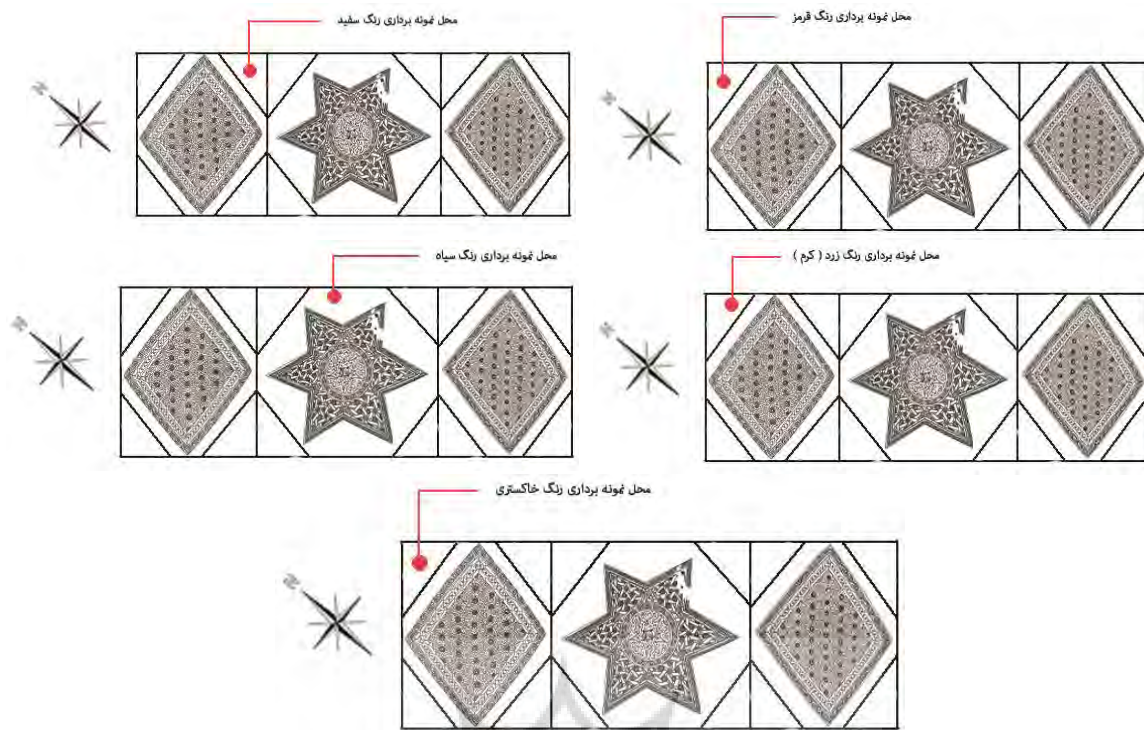 محل نمونه برداری رنگ سفید
محل نمونه برداری رنگ قرمز
محل نمونه برداری رنگ سیاه
محل نمونه برداری رنگ زرد ( کرم )
محل نمونه برداری رنگ خاکستری